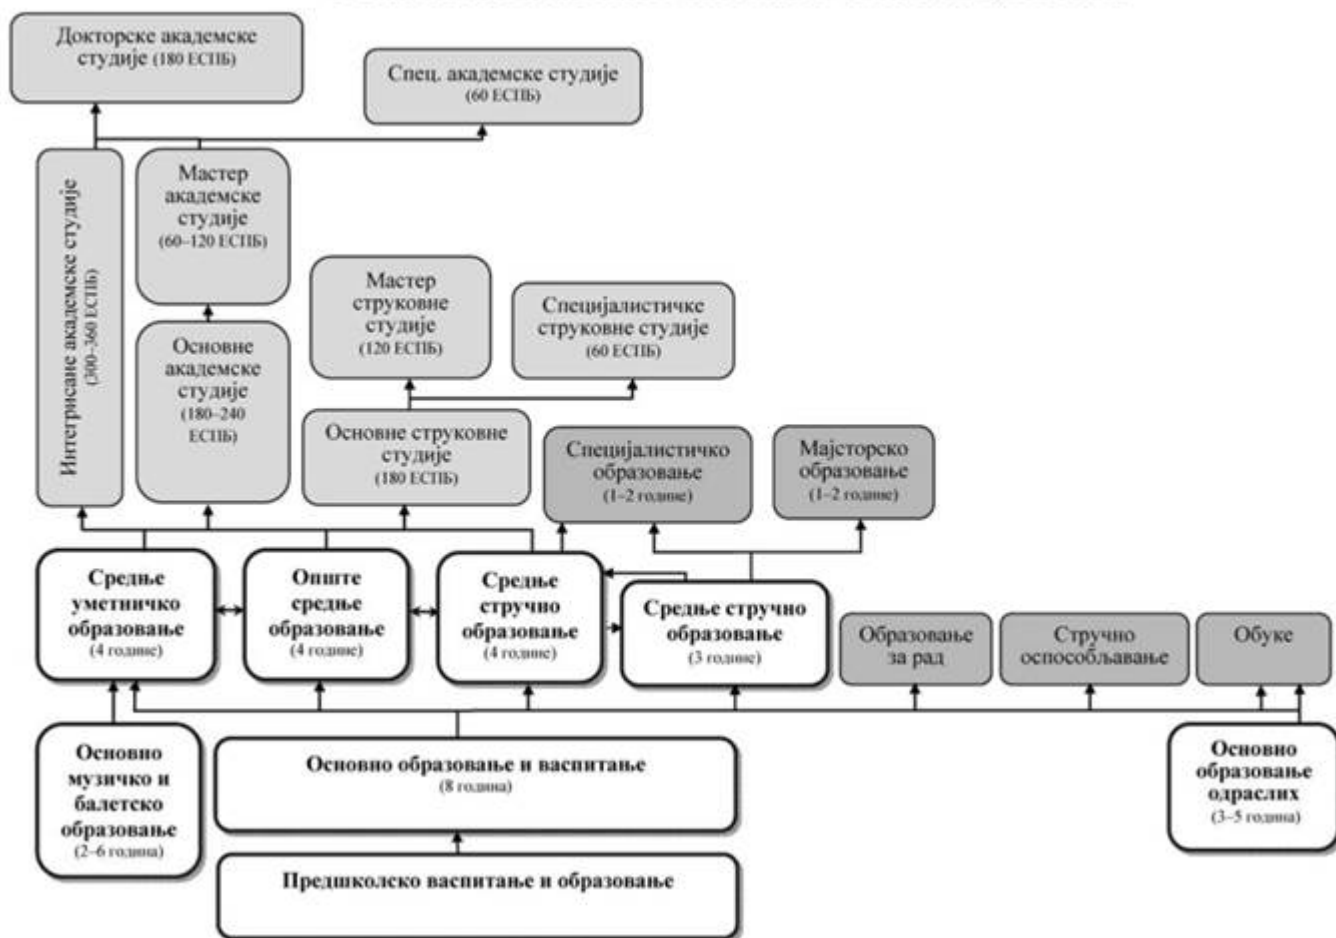 Докторске академске
студије (180 ЕСПБ)
Спец. академске студије
(60 ЕСПБ)
Интегрисане академске студије
(300–360 ЕСПБ)
Мастер
академске
студије
(60–120 ЕСПБ)
Основне
академске
студије
(180–240
ЕСПБ)
Мастер
струковне
студије
(120 ЕСПБ)
Специјалистичке
струковне студије
(60 ЕСПБ)
Основне струковне
студије
(180 ЕСПБ)
Специјалистичко
образовање
(1–2 године)
Мајсторско
образовање
(1–2 године)
Средње
уметничко
образовање
(4 године)
Опште
средње
образовање
(4 године)
Средње
стручно
образовање
(4 године)
Средње стручно
образовање
(3 године)
Образовање
за рад
Стручно
оспособљавање
Обуке
Основно
музичко и
балетско
образовање
(2–6 година)
Основно образовање и васпитање
(8 година)
Основно
образовање
одраслих
(3–5 година)
Предшколско васпитање и образовање